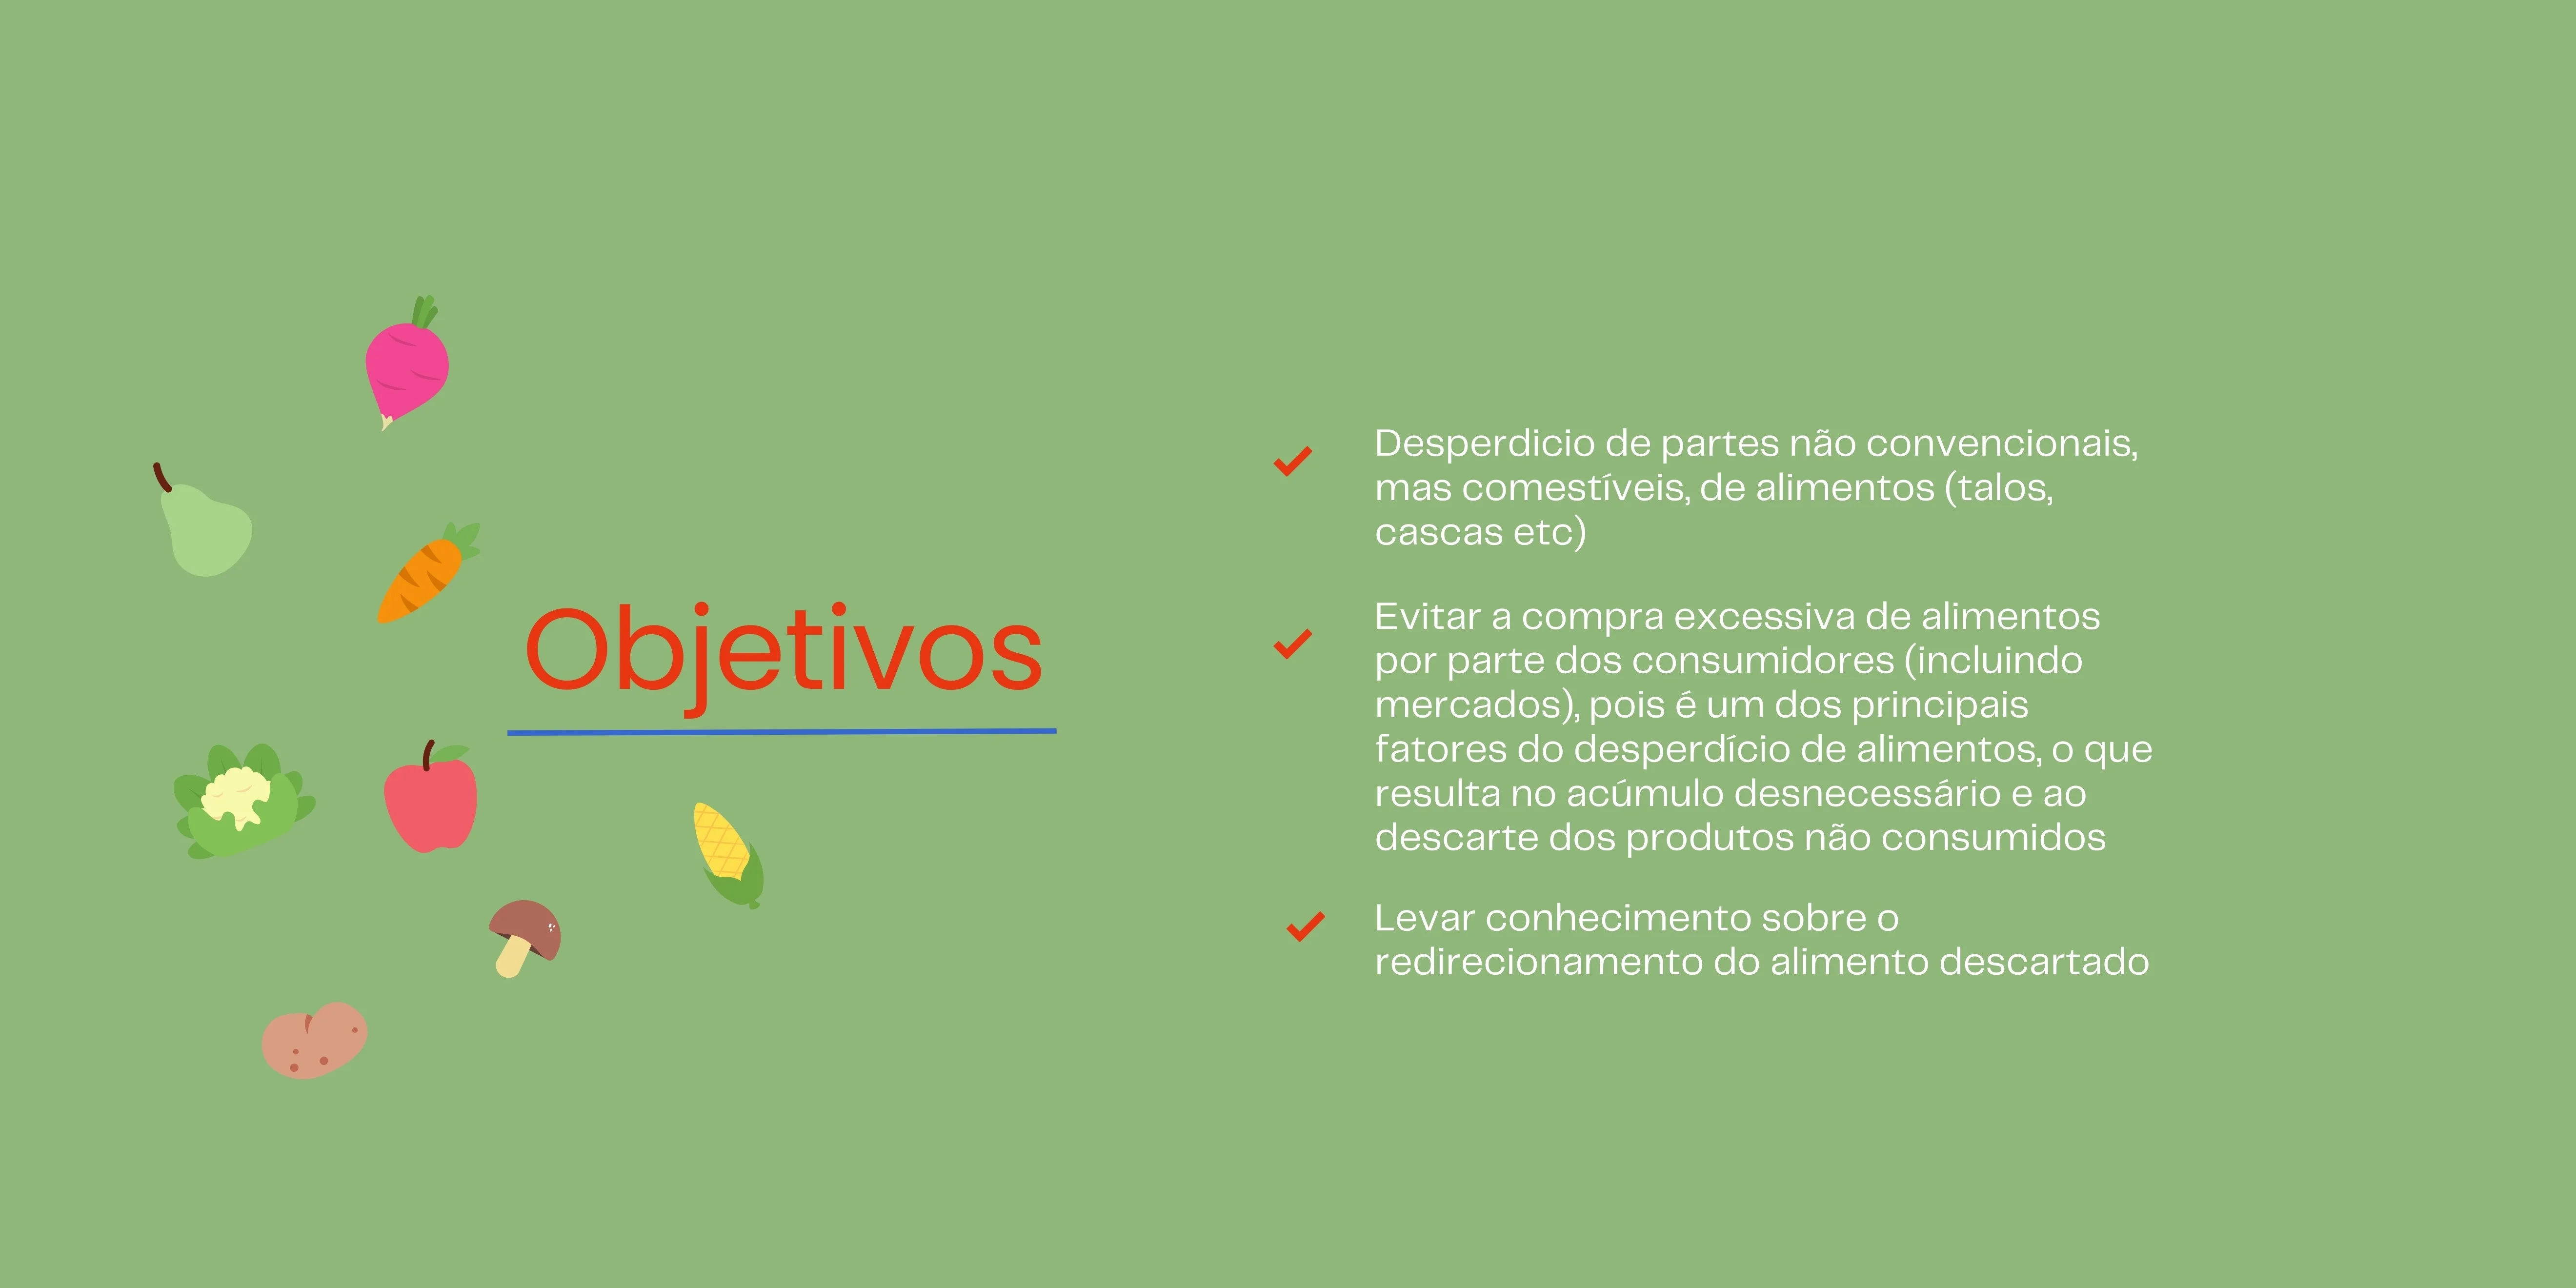 Objetivos
Desperdicio de partes não convencionais,
mas comestíveis, de alimentos (talos,
cascas etc)
Evitar a compra excessiva de alimentos
por parte dos consumidores (incluindo
mercados), pois é um dos principais
fatores do desperdício de alimentos, o que
resulta no acúmulo desnecessário e ao
descarte dos produtos não consumidos
Levar conhecimento sobre o
redirecionamento do alimento descartado